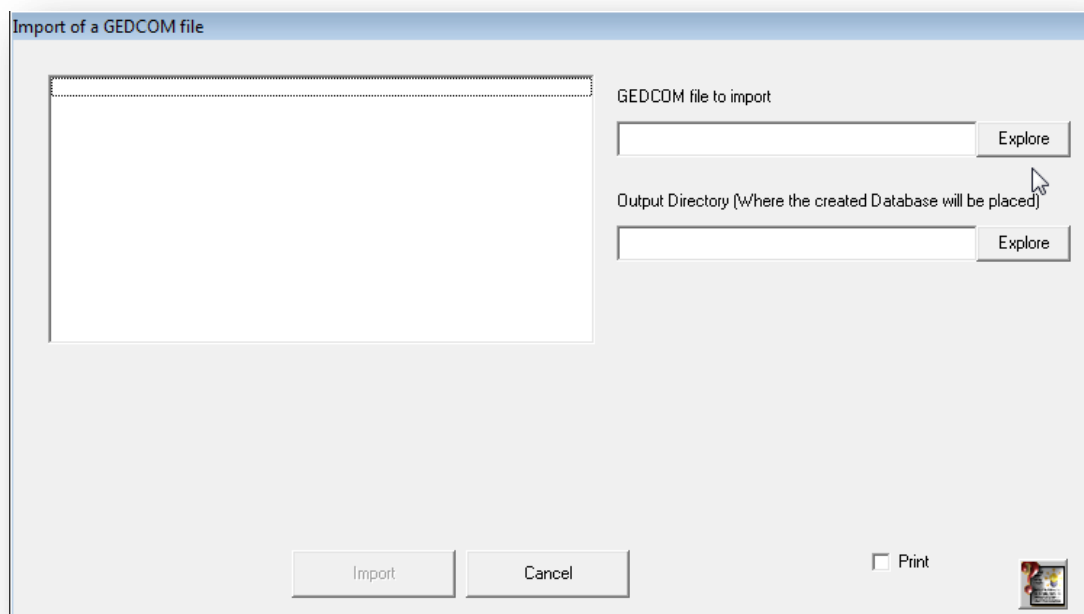 Import of a GEDCOM file
GEDCOM file to import
Explore
Output Directory (Where the created Database will be placed)
Explore
Import
Cancel
Print